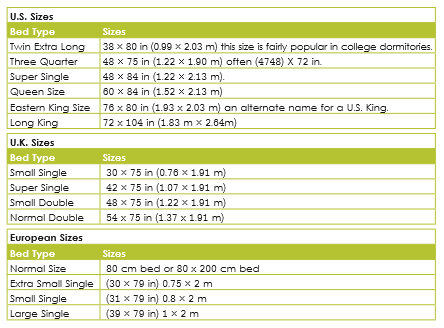 U.S. Sizes
Bed Type Sizes
Twin Extra Long 38 × 80 in (0.99 × 2.03 m) this size is fairly popular in college dormitories.
Three Quarter 48 × 75 in (1.22 × 1.90 m) often (4748) X 72 in.
Super Single 48 × 84 in (1.22 × 2.13 m).
Queen Size 60 × 84 in (1.52 × 2.13 m)
Eastern King Size 76 x 80 in (1.93 x 2.03 m) an alternate name for a U.S. King.
Long King 72 x 104 in (1.83 m × 2.64m)
U.K. Sizes
Bed Type Sizes
Small Single 30 × 75 in (0.76 × 1.91 m)
Super Single 42 × 75 in (1.07 × 1.91 m)
Small Double 48 × 75 in (1.22 × 1.91 m)
Normal Double 54 x 75 in (1.37 x 1.91 m)
European Sizes
Bed Type Sizes
Normal Size 80 cm bed or 80 x 200 cm bed
Extra Small Single (30 × 79 in) 0.75 × 2 m
Small Single (31 × 79 in) 0.8 × 2 m
Large Single (39 × 79 in) 1 × 2 m